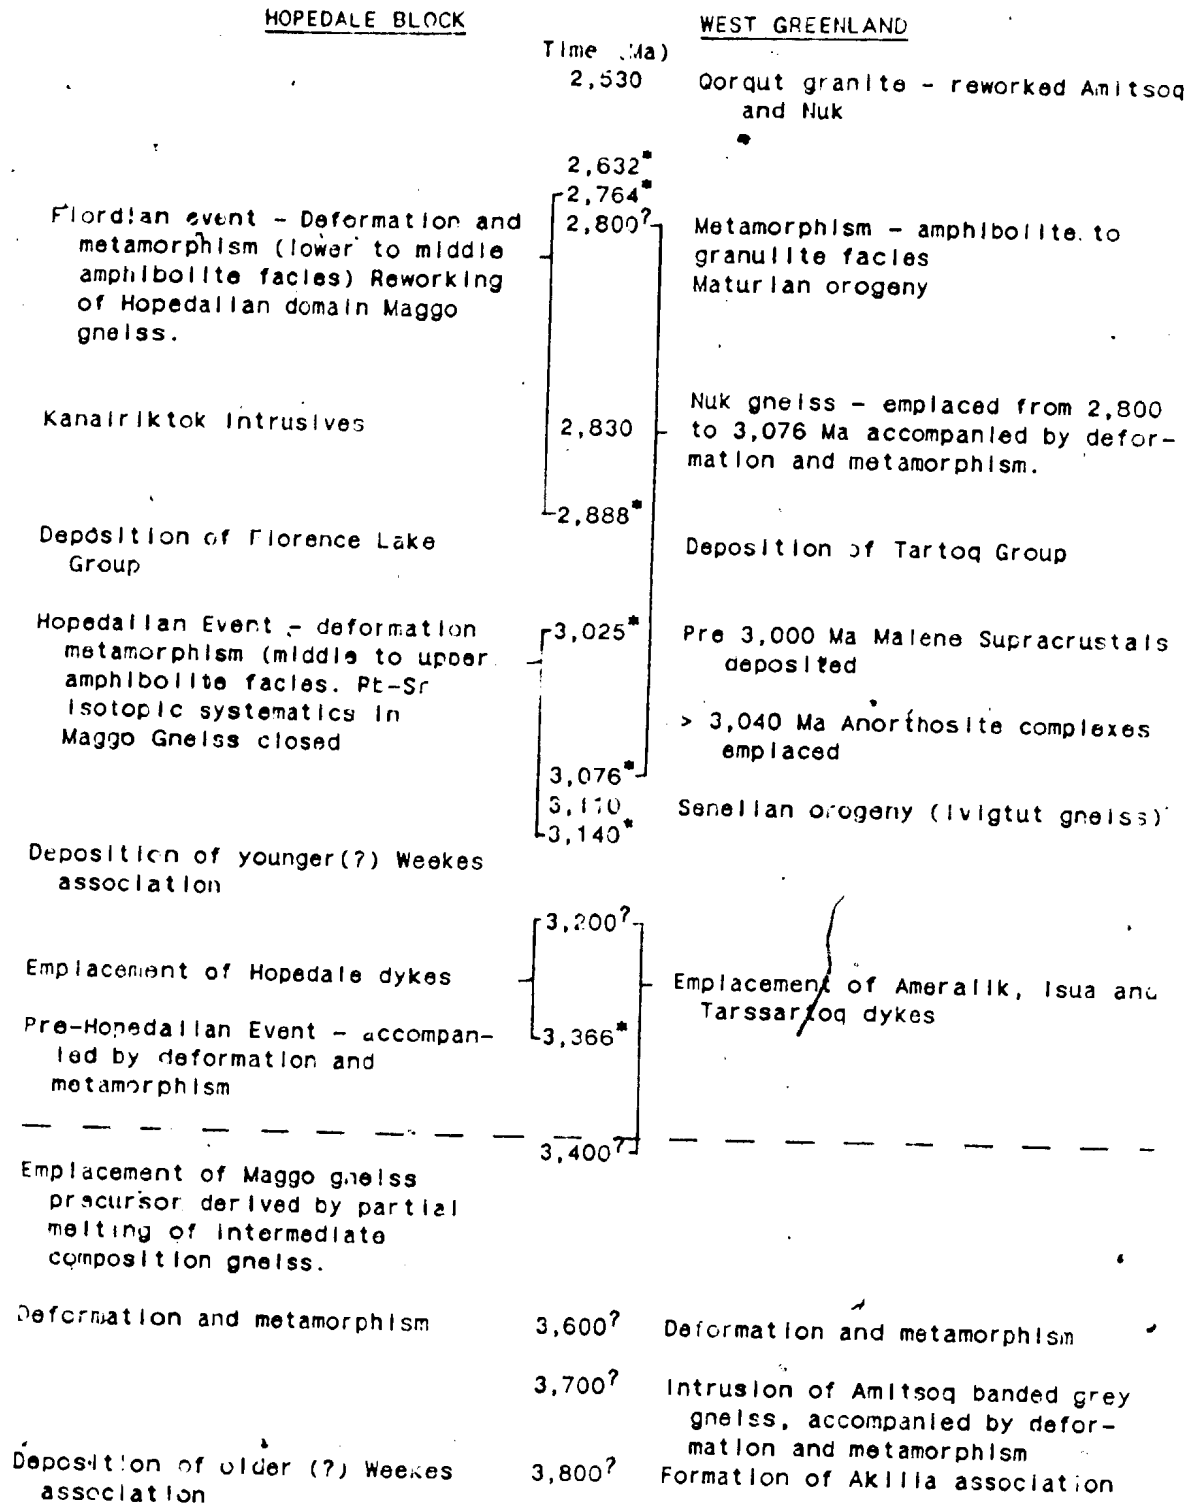 HOPEDALE BLOCK
WEST GREENLAND
Time (Ma)
2,530 Qorqut granite - reworked Amitsoq
and Nuk
2,632*
2,764*
Fiordian event - Deformation and
metamorphism (lower to middle
amphibolite facies) Reworking
of Hopedalian domain Maggo
gneiss.
2,800? Metamorphism - amphibolite to
granulite facies
Maturian orogeny
Kanairiktok Intrusives
2,830
Nuk gneiss - emplaced from 2,800
to 3,076 Ma accompanied by defor-
mation and metamorphism.
2,888*
Deposition of Florence Lake
Group
Deposition of Tartoq Group
Hopedalian Event - deformation
metamorphism (middle to upper
amphibolite facies. Pt-Sr
isotopic systematics in
Maggo Gneiss closed
3,025* Pre 3,000 Ma Malene Supracrustals
deposited
> 3,040 Ma Anorthosite complexes
emplaced
3,076*
3,110 Senelian orogeny (Ivigtut gneiss)
3,140*
Deposition of younger(?) Weekes
association
3,200?
Emplacement of Hopedale dykes
Emplacement of Ameralik, Isua and
Tarssartoq dykes
Pre-Hopedalian Event - accompan-
ied by deformation and
metamorphism
3,366*
3,400?
Emplacement of Maggo gneiss
precursor derived by partial
melting of intermediate
composition gneiss.
Deformation and metamorphism 3,600? Deformation and metamorphism
3,700? Intrusion of Amitsoq banded grey
gneiss, accompanied by defor-
mation and metamorphism
Deposition of older (?) Weekes
association
3,800? Formation of Akilia association